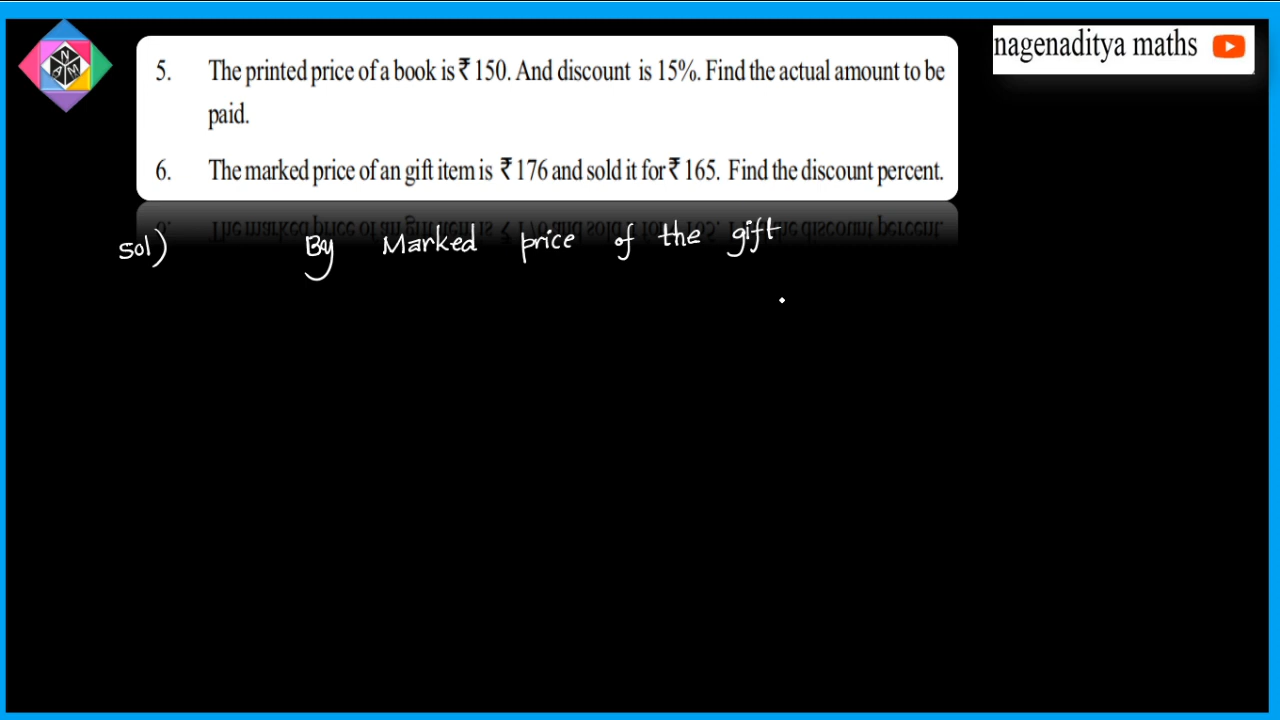 N
A M
nagenaditya maths
5. The printed price of a book is ₹ 150. And discount is 15%. Find the actual amount to be
paid.
6. The marked price of an gift item is ₹ 176 and sold it for ₹ 165. Find the discount percent.
Sol) By Marked price of the gift